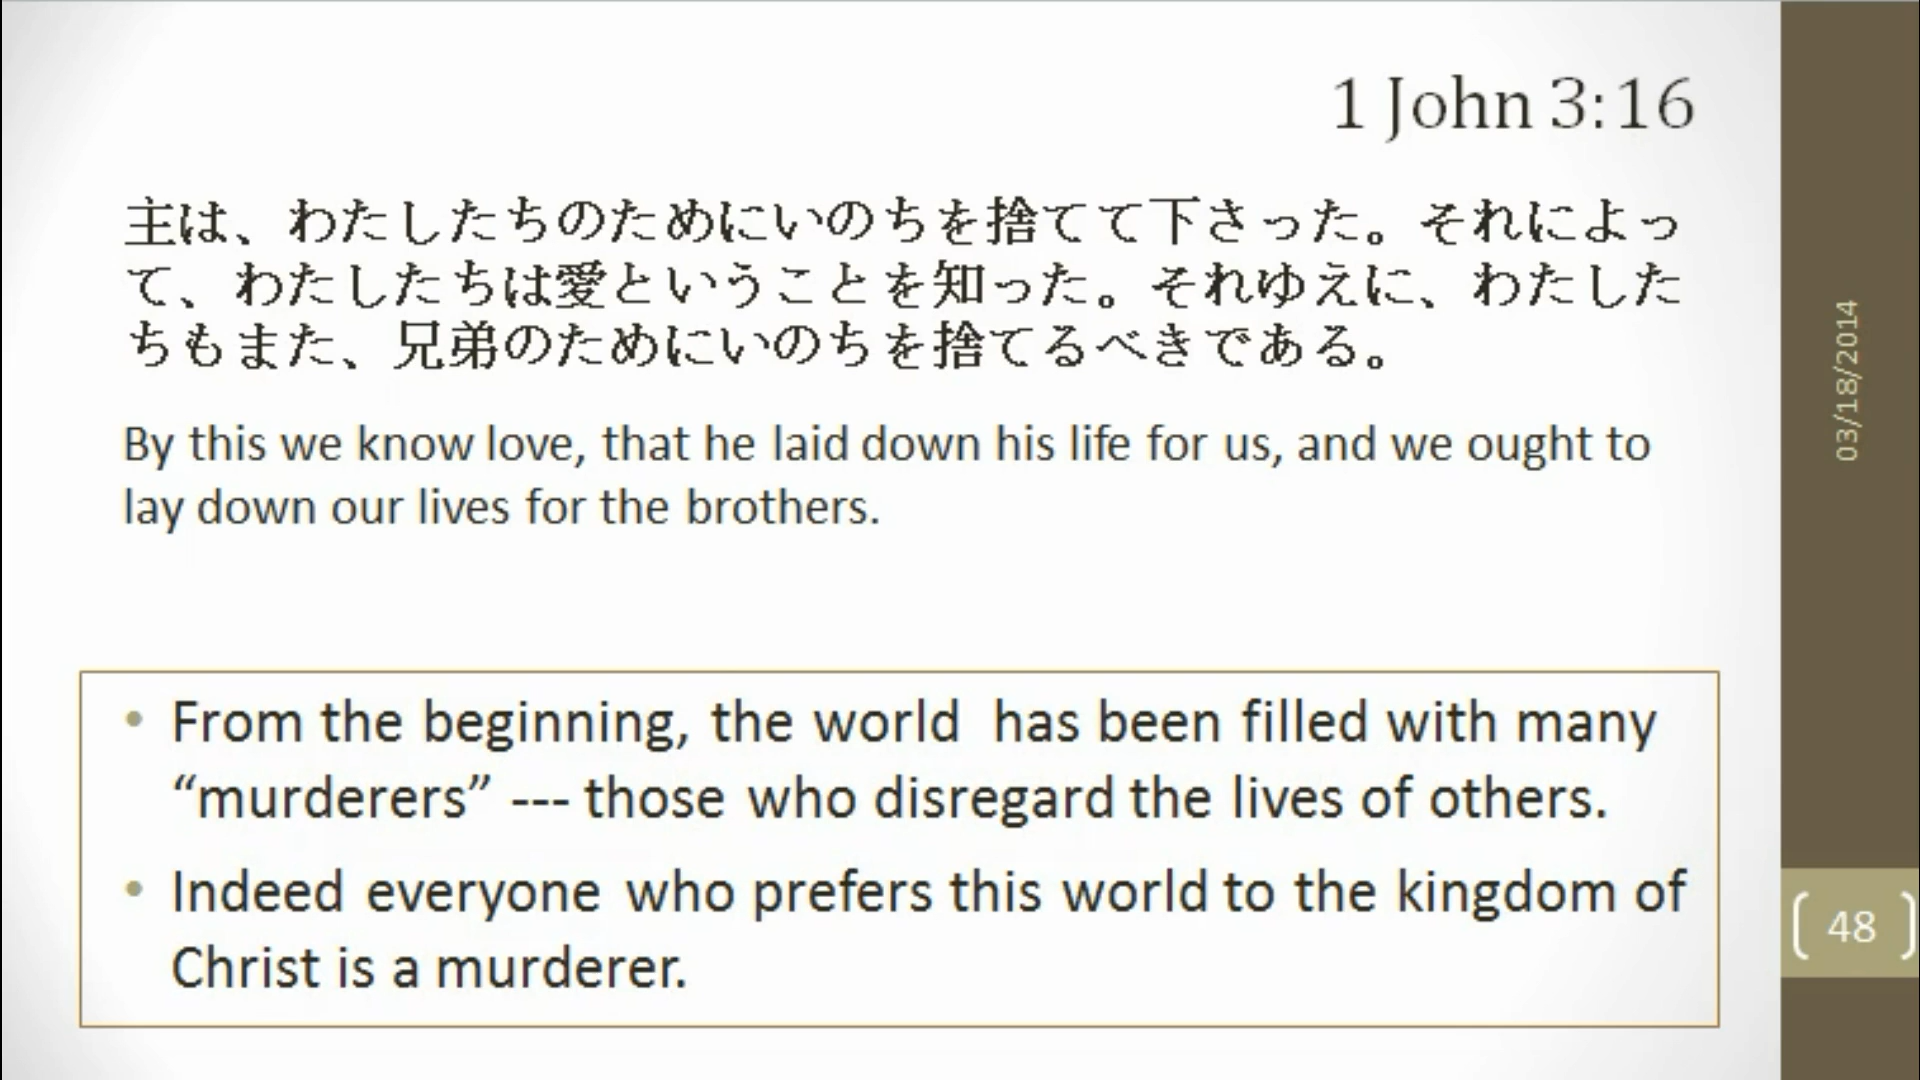 1 John 3:16
主は、わたしたちのためにいのちを捨てて下さった。それによっ
て、わたしたちは愛ということを知った。それゆえに、わたした
ちもまた、兄弟のためにいのちを捨てるべきである。
By this we know love, that he laid down his life for us, and we ought to
lay down our lives for the brothers.
• From the beginning, the world  has been filled with many
“murderers” --- those who disregard the lives of others.
• Indeed everyone who prefers this world to the kingdom of
Christ is a murderer.
03/18/2014
48